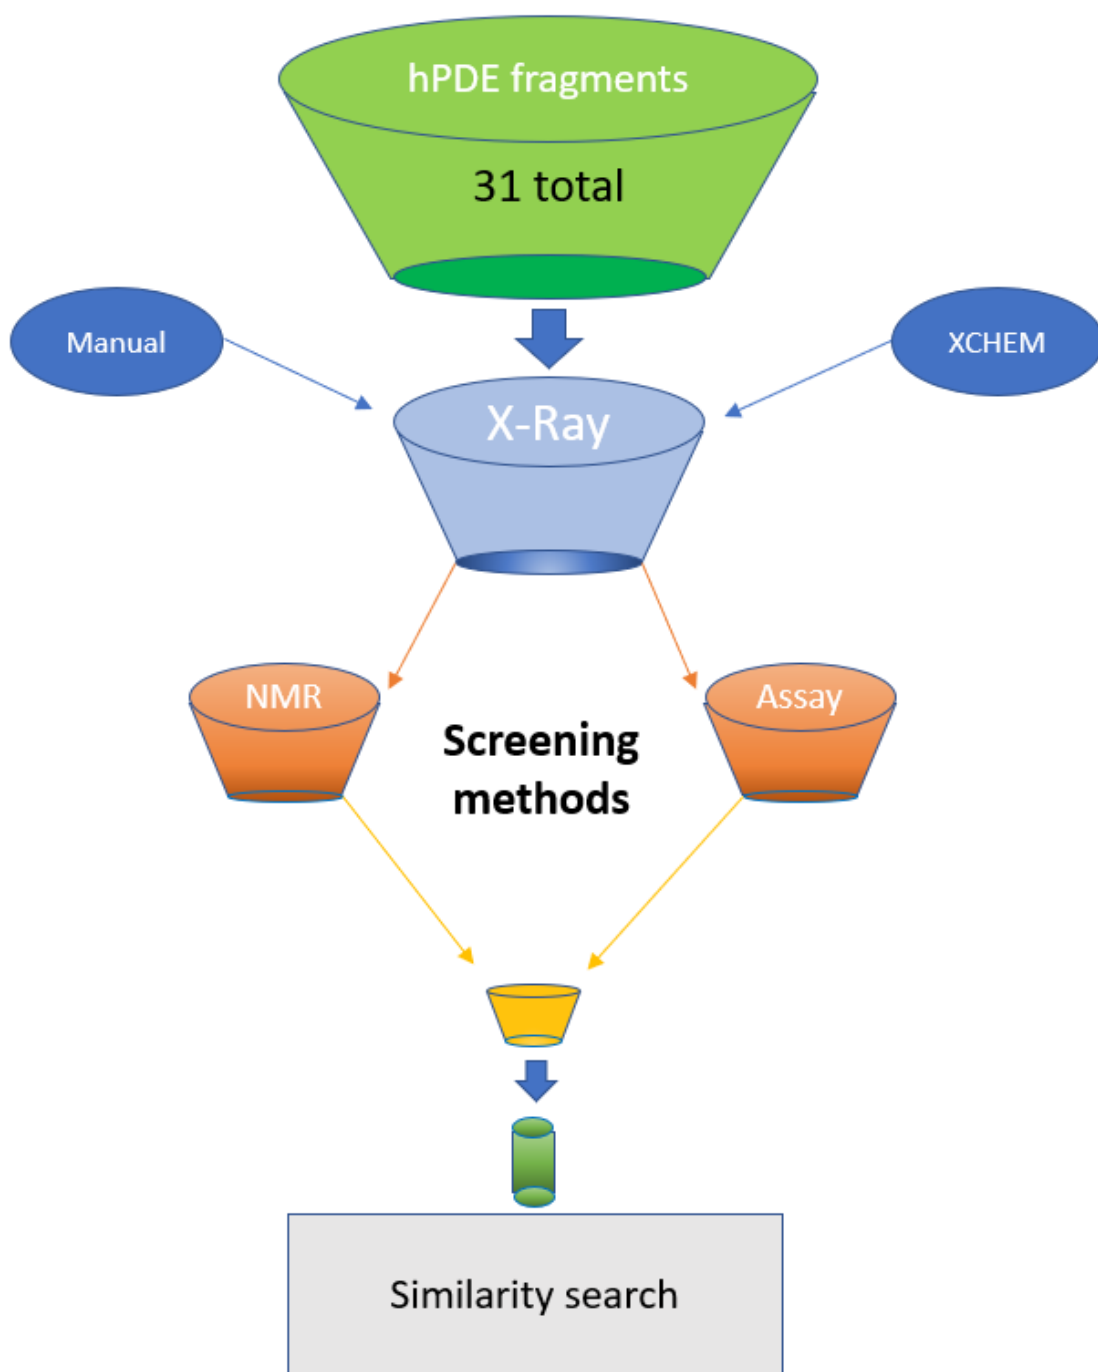 hPDE fragments
31 total
Manual
XCHEM
X-Ray
NMR
Assay
Screening
methods
Similarity search